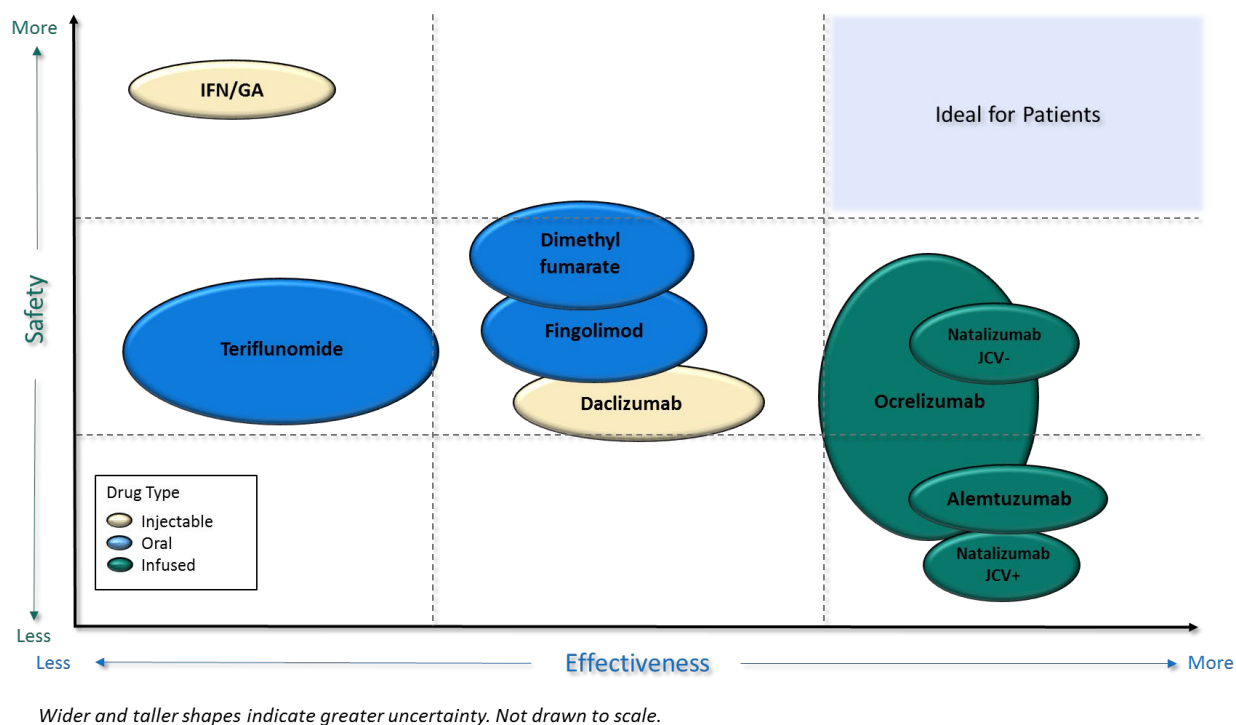 More
IFN/GA
Ideal for Patients
Dimethyl
fumarate
Safety
Teriflunomide
Fingolimod
Natalizumab
JCV-
Daclizumab
Ocrelizumab
Drug Type
Injectable
Oral
Infused
Alemtuzumab
Natalizumab
JCV+
Less
Less
Effectiveness
More
Wider and taller shapes indicate greater uncertainty. Not drawn to scale.